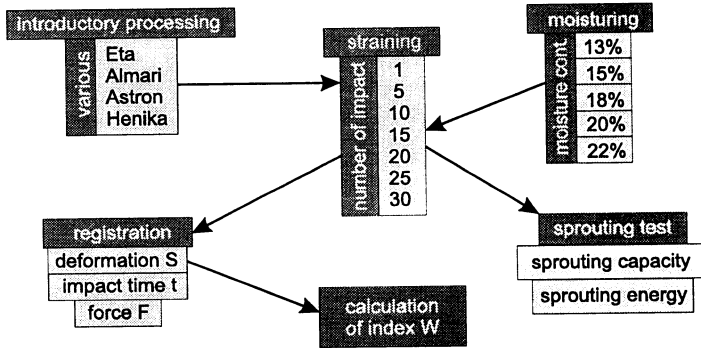 introductory processing
various
Eta
Almari
Astron
Henika
straining
number of impact
1
5
10
15
20
25
30
moisturing
moisture cont.
13%
15%
18%
20%
22%
registration
deformation S
impact time t
force F
calculation
of index W
sprouting test
sprouting capacity
sprouting energy